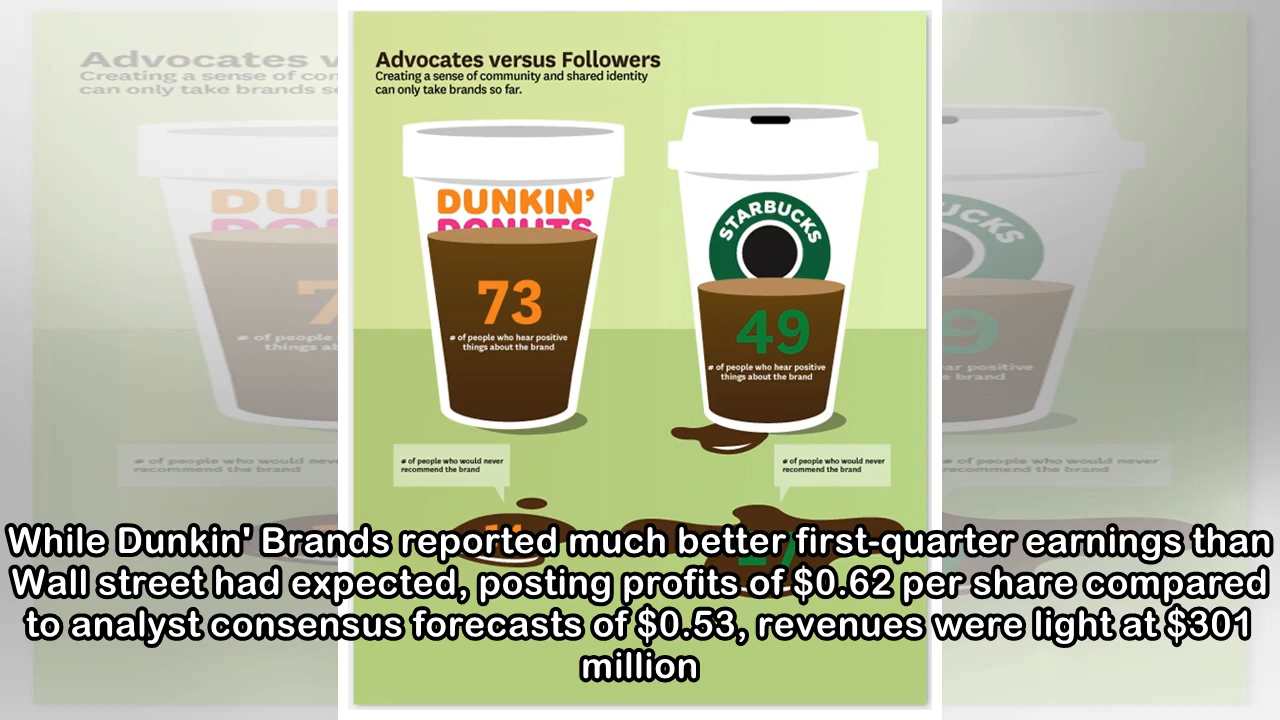 Advocates versus Followers
Creating a sense of community and shared identity
can only take brands so far.
DUNKIN'
DONUTS
STARBUCKS
73
# of people who hear positive
things about the brand
49
# of people who hear positive
things about the brand
# of people who would never
recommend the brand
# of people who would never
recommend the brand
While Dunkin' Brands reported much better first-quarter earnings than
Wall street had expected, posting profits of $0.62 per share compared
to analyst consensus forecasts of $0.53, revenues were light at $301
million